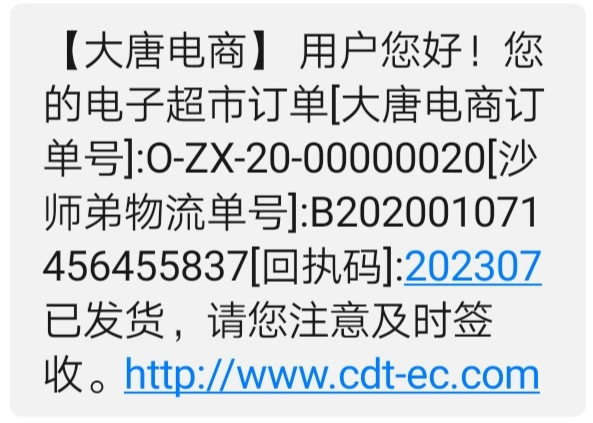 【大唐电商】 用户您好！您
的电子超市订单[大唐电商订
单号]:O-ZX-20-00000020[沙
师弟物流单号]:B202001071
456455837[回执码]:202307
已发货，请您注意及时签
收。http://www.cdt-ec.com